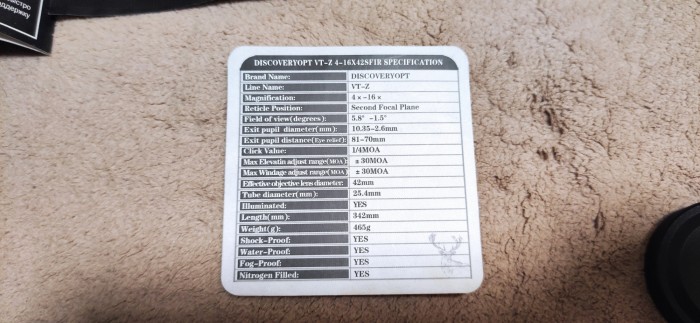 ыстро
ддержку
DISCOVERYOPT VT-Z 4-16X42SFIR SPECIFICATION
Brand Name: DISCOVERYOPT
Line Name: VT-Z
Magnification: 4×-16×
Reticle Position: Second Focal Plane
Field of view(degrees): 5.8° -1.5°
Exit pupil diameter(mm): 10.35-2.6mm
Exit pupil distance(Eye relief): 81-70mm
Click Value: 1/4MOA
Max Elevatin adjust range(MOA): ±30MOA
Max Windage adjust range(MOA): ±30MOA
Effective objective lens diameter: 42mm
Tube diameter(mm): 25.4mm
Illuminated: YES
Length(mm): 342mm
Weight(g): 465g
Shock-Proof: YES
Water-Proof: YES
Fog-Proof: YES
Nitrogen Filled: YES